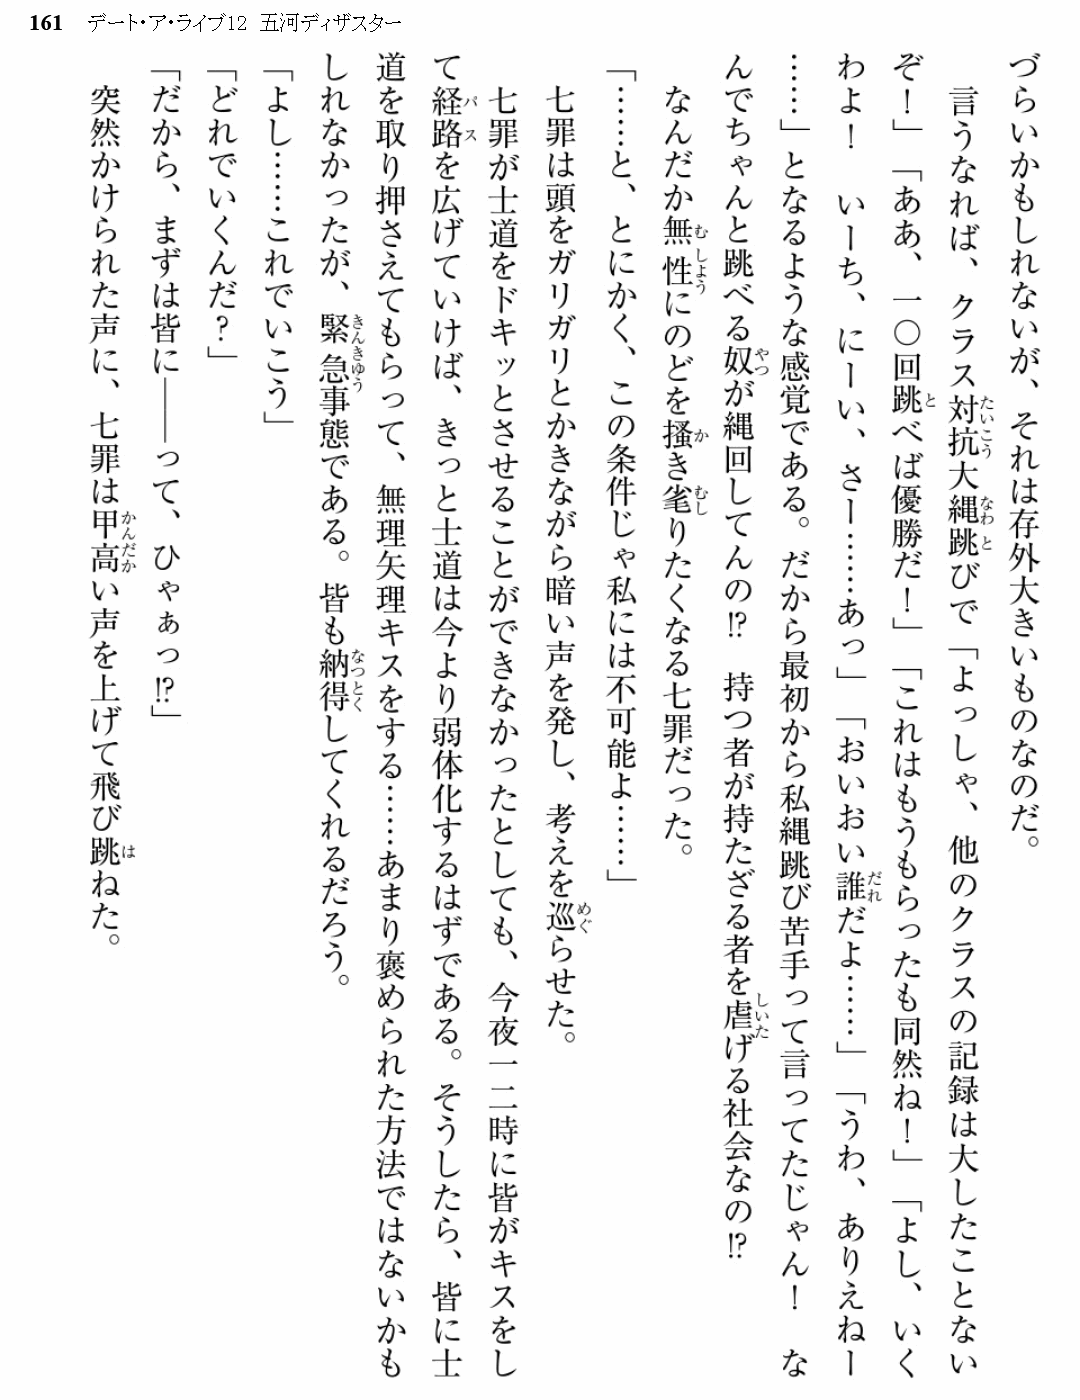 161 デート・ア・ライブ12 五河ディザスター
づらいかもしれないが、それは存外大きいものなのだ。
言うなれば、クラス対抗大縄跳びで「よっしゃ、他のクラスの記録は大したことない
ぞ！」「ああ、一〇回跳べば優勝だ！」「これはもうもらったも同然ね！」「よし、いく
わよ！　いーち、にーい、さー……あっ」「おいおい誰だよ……」「うわ、ありえねー
……」となるような感覚である。だから最初から私縄跳び苦手って言ってたじゃん！　な
んでちゃんと跳べる奴が縄回してんの!?　持つ者が持たざる者を虐げる社会なの!?
なんだか無性にのどを掻き毟りたくなる七罪だった。
「……と、とにかく、この条件じゃ私には不可能よ……」
七罪は頭をガリガリとかきながら暗い声を発し、考えを巡らせた。
七罪が士道をドキッとさせることができなかったとしても、今夜一二時に皆がキスをし
て経路を広げていけば、きっと士道は今より弱体化するはずである。そうしたら、皆に士
道を取り押さえてもらって、無理矢理キスをする……あまり褒められた方法ではないかも
しれなかったが、緊急事態である。皆も納得してくれるだろう。
「よし……これでいこう」
「どれでいくんだ？」
「だから、まずは皆に――って、ひゃぁっ!?」
突然かけられた声に、七罪は甲高い声を上げて飛び跳ねた。